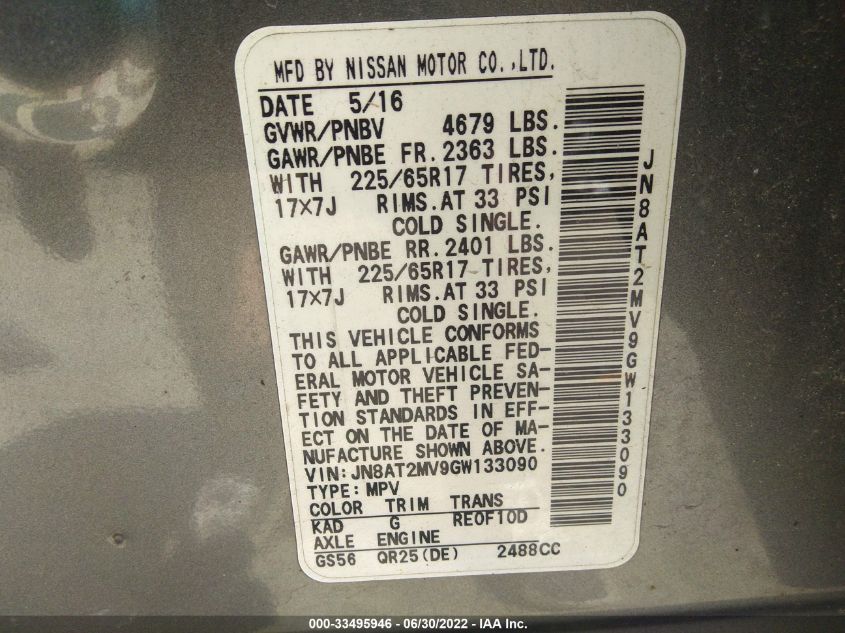 MFD BY NISSAN MOTOR CO.,LTD.
DATE 5/16
GVWR/PNBV 4679 LBS.
GAWR/PNBE FR. 2363 LBS.
WITH 225/65R17 TIRES,
17×7J RIMS.AT 33 PSI
COLD SINGLE.
GAWR/PNBE RR. 2401 LBS.
WITH 225/65R17 TIRES,
17×7J RIMS.AT 33 PSI
COLD SINGLE.
THIS VEHICLE CONFORMS
TO ALL APPLICABLE FED-
ERAL MOTOR VEHICLE SA-
FETY AND THEFT PREVEN-
TION STANDARDS IN EFF-
ECT ON THE DATE OF MA-
NUFACTURE SHOWN ABOVE.
VIN:JN8AT2MV9GW133090
TYPE:MPV
COLOR TRIM TRANS
KAD G RE0F10D
AXLE ENGINE
GS56 QR25(DE) 2488CC
JN8AT2MV9GW133090
000-33495946 - 06/30/2022 - IAA Inc.